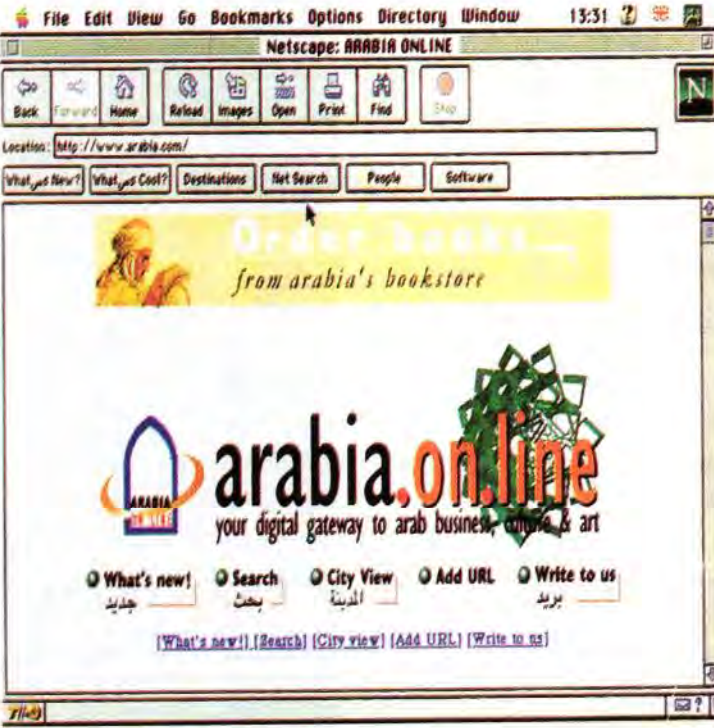 File Edit View Go Bookmarks Options Directory Window 13:31
Netscape: ARABIA ONLINE
Back Forward Home Reload Images Open Print Find Stop
N
Location: http://www.arabia.com/
What س New? What س Cool? Destinations Net Search People Software
Order books...,
from arabia's bookstore
ARABIA
ON.LINE
arabia.on.line
your digital gateway to arab business, culture & art
What's new! Search City View Add URL Write to us
جديد بحث المدينة بريد
[What's new!] [Search] [City view] [Add URL] [Write to us]